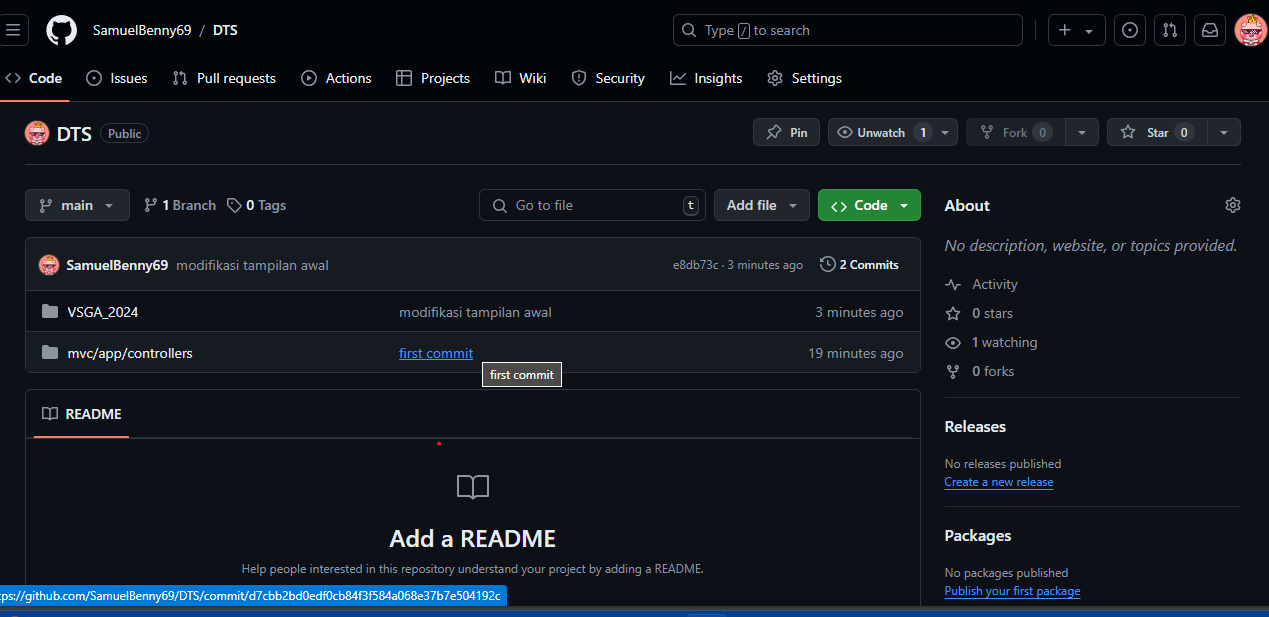 SamuelBenny69 / DTS
Type / to search
Code Issues Pull requests Actions Projects Wiki Security Insights Settings
DTS Public
Pin Unwatch 1 Fork 0 Star 0
main 1 Branch 0 Tags
Go to file t Add file Code
SamuelBenny69 modifikasi tampilan awal e8db73c · 3 minutes ago 2 Commits
VSGA_2024 modifikasi tampilan awal 3 minutes ago
mvc/app/controllers first commit 19 minutes ago
first commit
README
Add a README
Help people interested in this repository understand your project by adding a README.
About
No description, website, or topics provided.
Activity
0 stars
1 watching
0 forks
Releases
No releases published
Create a new release
Packages
No packages published
Publish your first package
tps://github.com/SamuelBenny69/DTS/commit/d7cbb2bd0edf0cb84f3f584a068e37b7e504192c